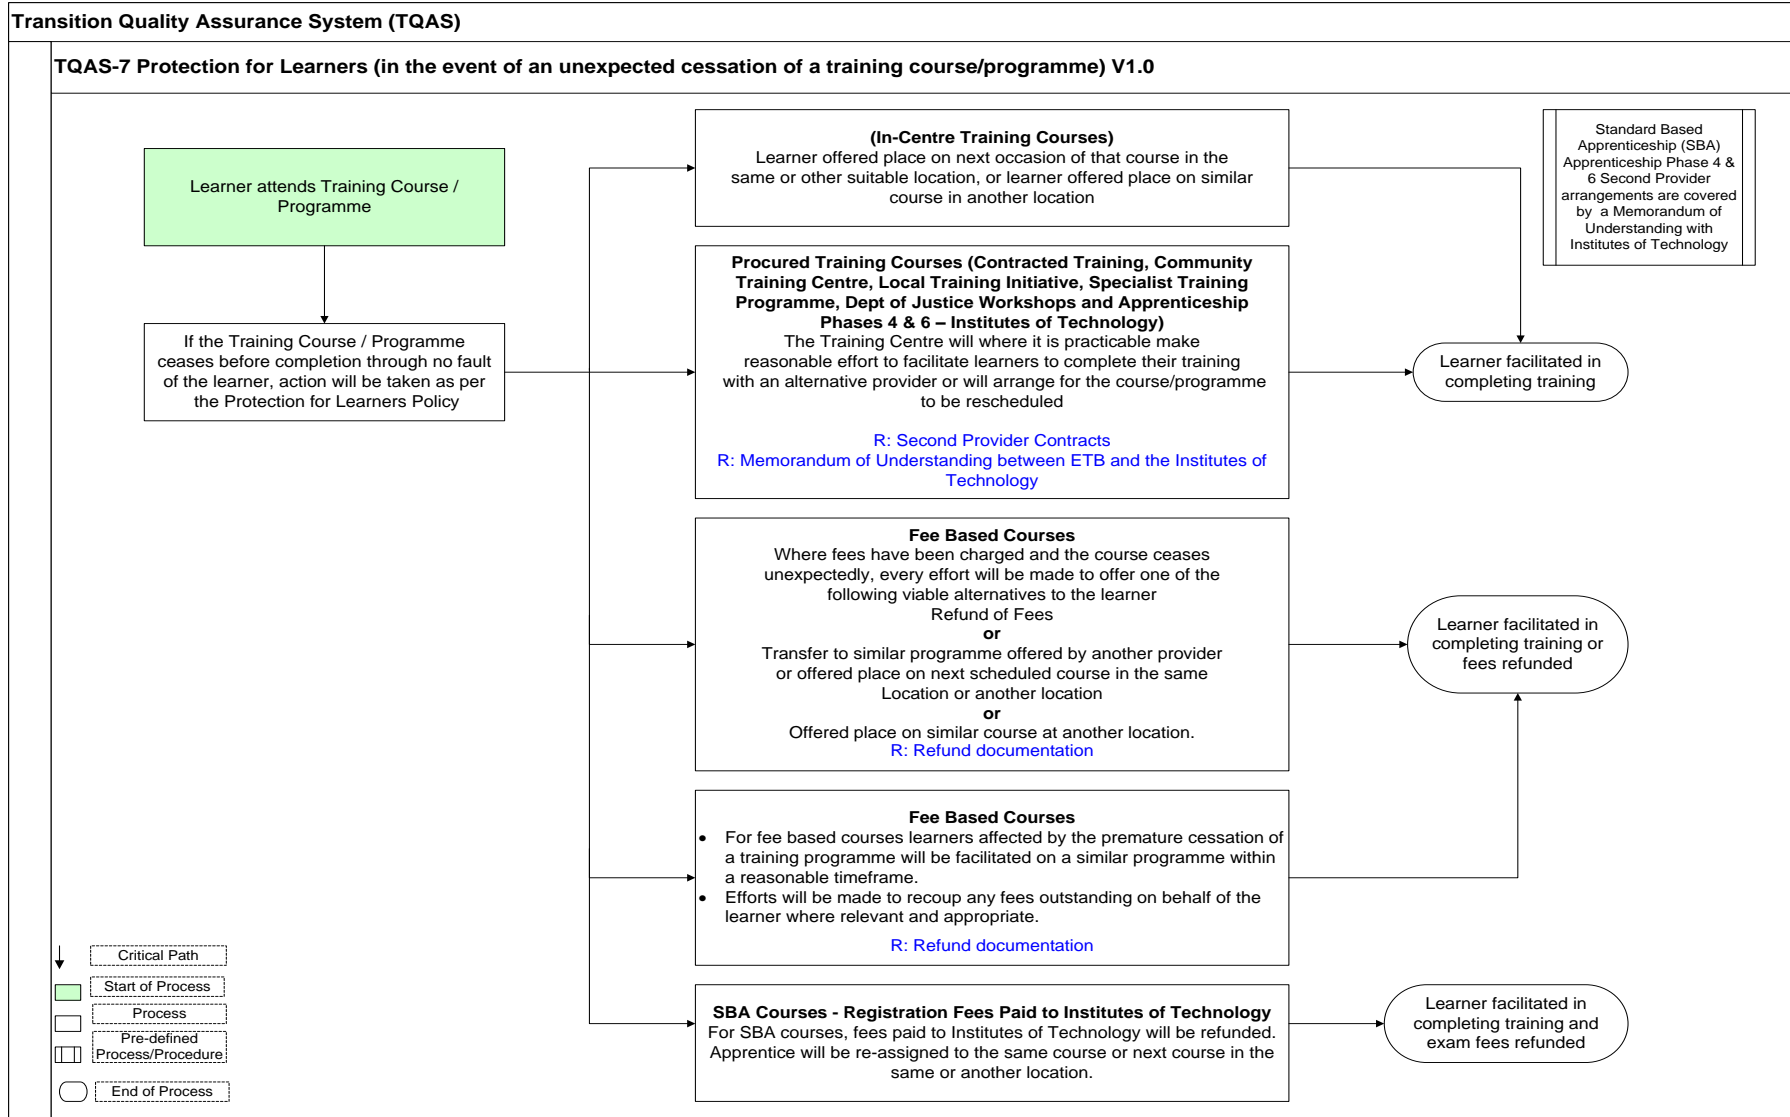 Transition Quality Assurance System (TQAS)
TQAS-7 Protection for Learners (in the event of an unexpected cessation of a training course/programme) V1.0
Learner attends Training Course /
Programme
If the Training Course / Programme
ceases before completion through no fault
of the learner, action will be taken as per
the Protection for Learners Policy
(In-Centre Training Courses)
Learner offered place on next occasion of that course in the
same or other suitable location, or learner offered place on similar
course in another location
Procured Training Courses (Contracted Training, Community
Training Centre, Local Training Initiative, Specialist Training
Programme, Dept of Justice Workshops and Apprenticeship
Phases 4 & 6 – Institutes of Technology)
The Training Centre will where it is practicable make
reasonable effort to facilitate learners to complete their training
with an alternative provider or will arrange for the course/programme
to be rescheduled
R: Second Provider Contracts
R: Memorandum of Understanding between ETB and the Institutes of
Technology
Fee Based Courses
Where fees have been charged and the course ceases
unexpectedly, every effort will be made to offer one of the
following viable alternatives to the learner
Refund of Fees
or
Transfer to similar programme offered by another provider
or offered place on next scheduled course in the same
Location or another location
or
Offered place on similar course at another location.
R: Refund documentation
Fee Based Courses
• For fee based courses learners affected by the premature cessation of
a training programme will be facilitated on a similar programme within
a reasonable timeframe.
• Efforts will be made to recoup any fees outstanding on behalf of the
learner where relevant and appropriate.
R: Refund documentation
SBA Courses - Registration Fees Paid to Institutes of Technology
For SBA courses, fees paid to Institutes of Technology will be refunded.
Apprentice will be re-assigned to the same course or next course in the
same or another location.
Standard Based
Apprenticeship (SBA)
Apprenticeship Phase 4 &
6 Second Provider
arrangements are covered
by a Memorandum of
Understanding with
Institutes of Technology
Learner facilitated in
completing training
Learner facilitated in
completing training or
fees refunded
Learner facilitated in
completing training and
exam fees refunded
Critical Path
Start of Process
Process
Pre-defined
Process/Procedure
End of Process